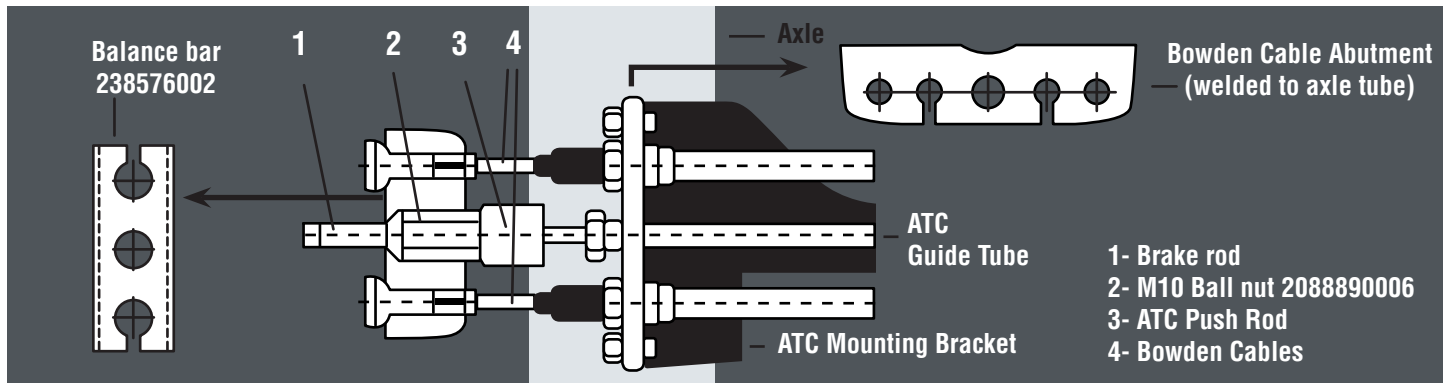 Balance bar
238576002
1
2
3
4
Axle
Bowden Cable Abutment
(welded to axle tube)
ATC
Guide Tube
ATC Mounting Bracket
1- Brake rod
2- M10 Ball nut 2088890006
3- ATC Push Rod
4- Bowden Cables